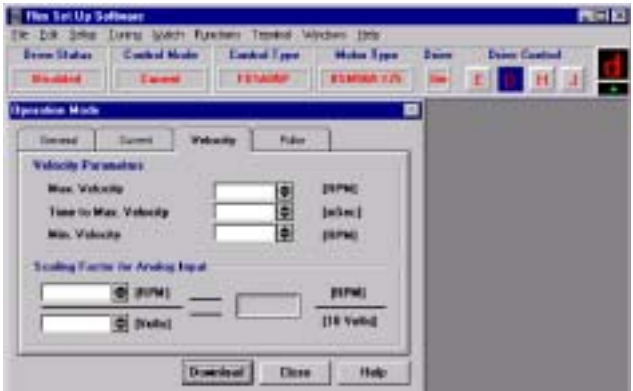 Flex Set Up Software
File Edit Setup Tuning Watch Functions Terminal Windows Help
Drive Status Control Mode Control Type Motor Type Drive Drive Control
Disabled Current
E D H J d
Operation Mode
General Current Velocity Pulse
Velocity Parameters
Max. Velocity [RPM]
Time to Max. Velocity [mSec]
Min. Velocity [RPM]
Scaling Factor for Analog Input
[RPM] [RPM]
[Volts] [10 Volts]
Download Close Help